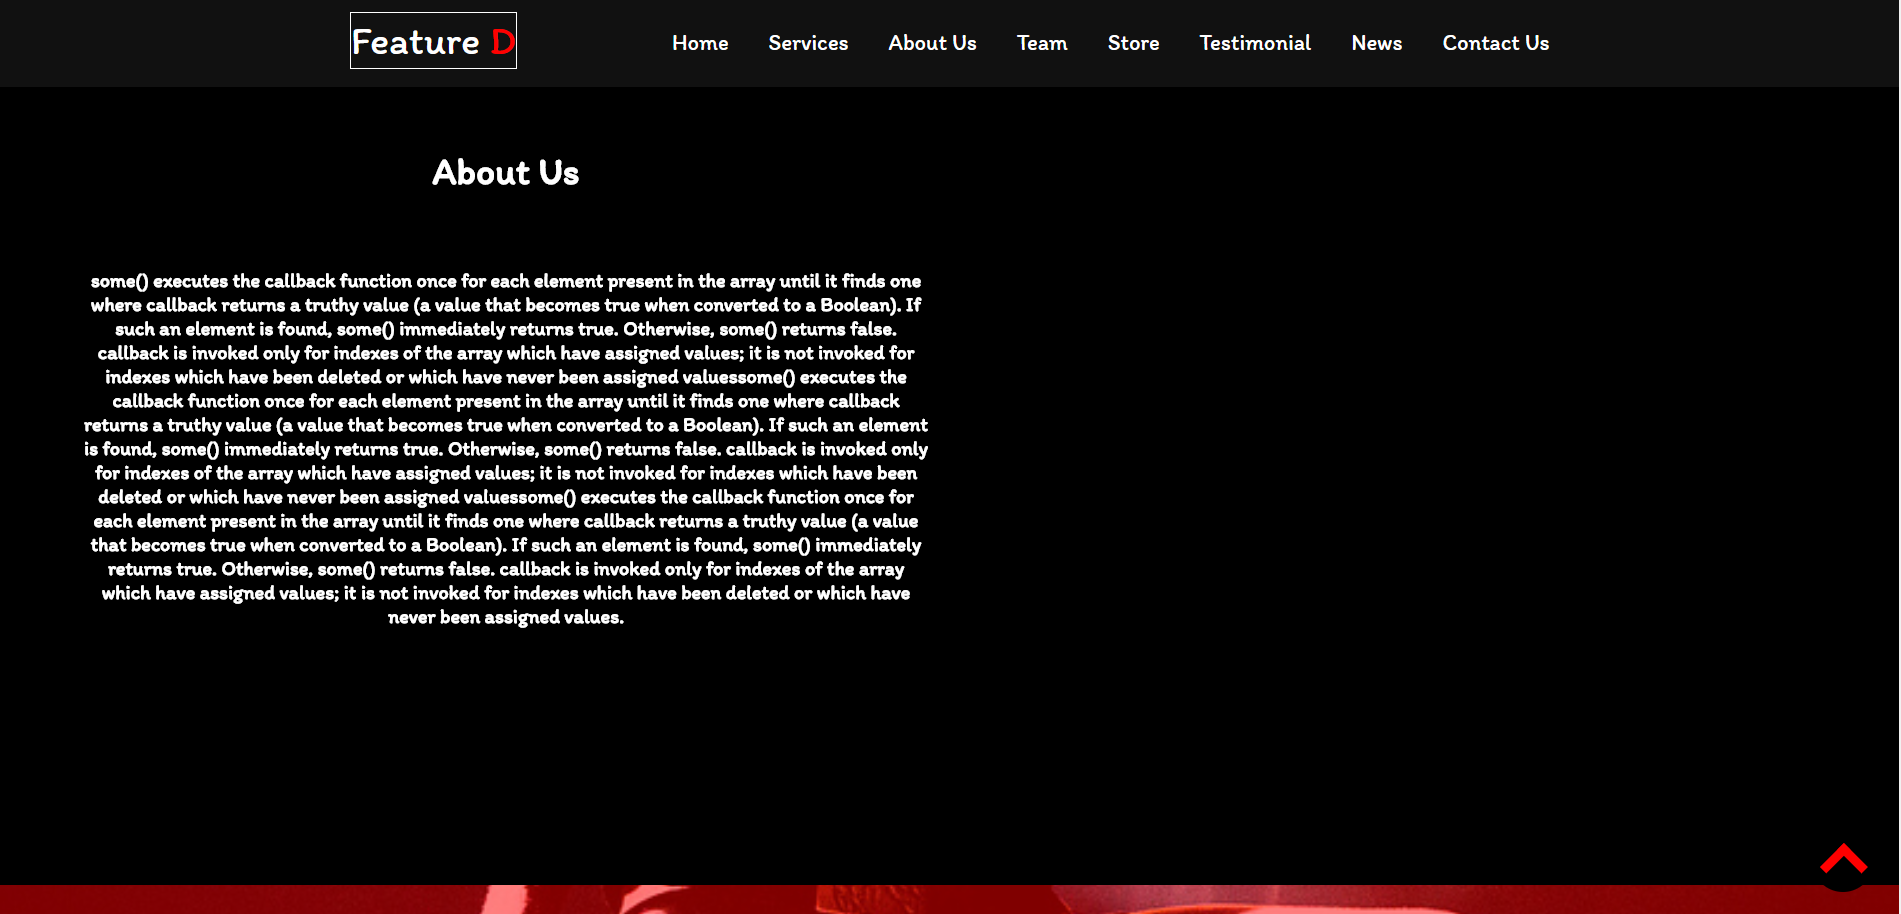 Feature D
Home Services About Us Team Store Testimonial News Contact Us
About Us
some() executes the callback function once for each element present in the array until it finds one
where callback returns a truthy value (a value that becomes true when converted to a Boolean). If
such an element is found, some() immediately returns true. Otherwise, some() returns false.
callback is invoked only for indexes of the array which have assigned values; it is not invoked for
indexes which have been deleted or which have never been assigned valuessome() executes the
callback function once for each element present in the array until it finds one where callback
returns a truthy value (a value that becomes true when converted to a Boolean). If such an element
is found, some() immediately returns true. Otherwise, some() returns false. callback is invoked only
for indexes of the array which have assigned values; it is not invoked for indexes which have been
deleted or which have never been assigned valuessome() executes the callback function once for
each element present in the array until it finds one where callback returns a truthy value (a value
that becomes true when converted to a Boolean). If such an element is found, some() immediately
returns true. Otherwise, some() returns false. callback is invoked only for indexes of the array
which have assigned values; it is not invoked for indexes which have been deleted or which have
never been assigned values.